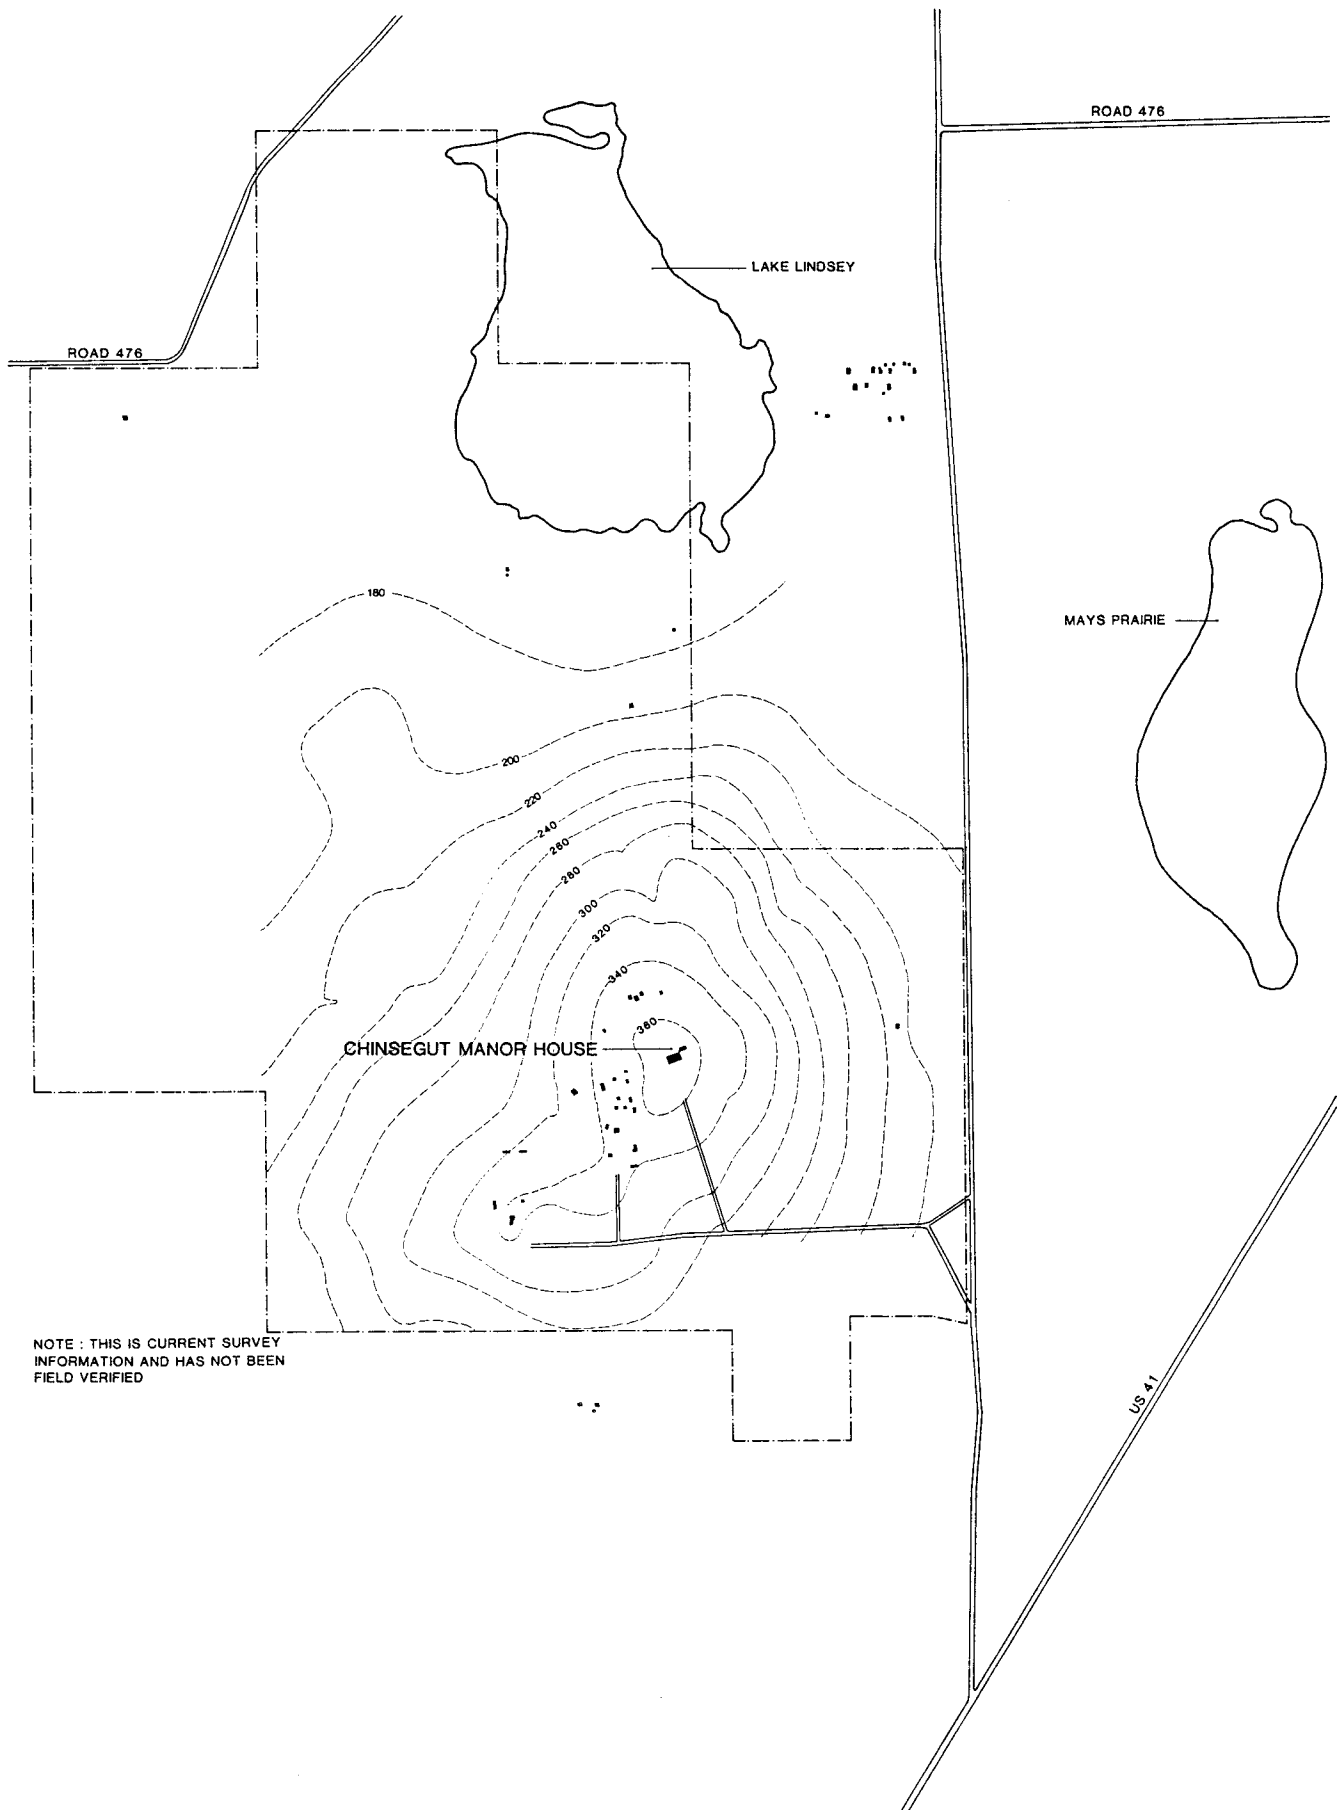 ROAD 476
LAKE LINDSEY
ROAD 476
180
MAYS PRAIRIE
200
220
240
260
280
300
320
340
360
CHINSEGUT MANOR HOUSE
NOTE : THIS IS CURRENT SURVEY
INFORMATION AND HAS NOT BEEN
FIELD VERIFIED
US 41